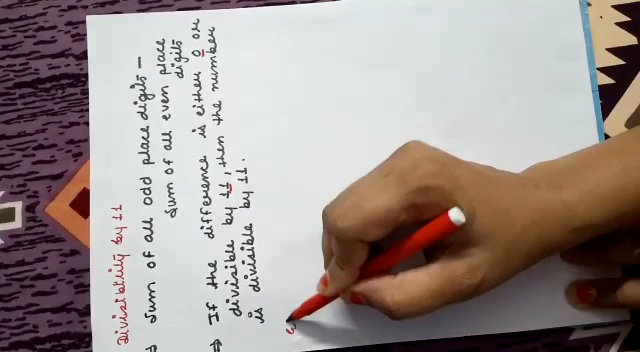 Divisibility by 11
⇒ Sum of all odd place digits –
Sum of all even place
digits
⇒ If the difference is either 0 or
divisible by 11, then the number
is divisible by 11.